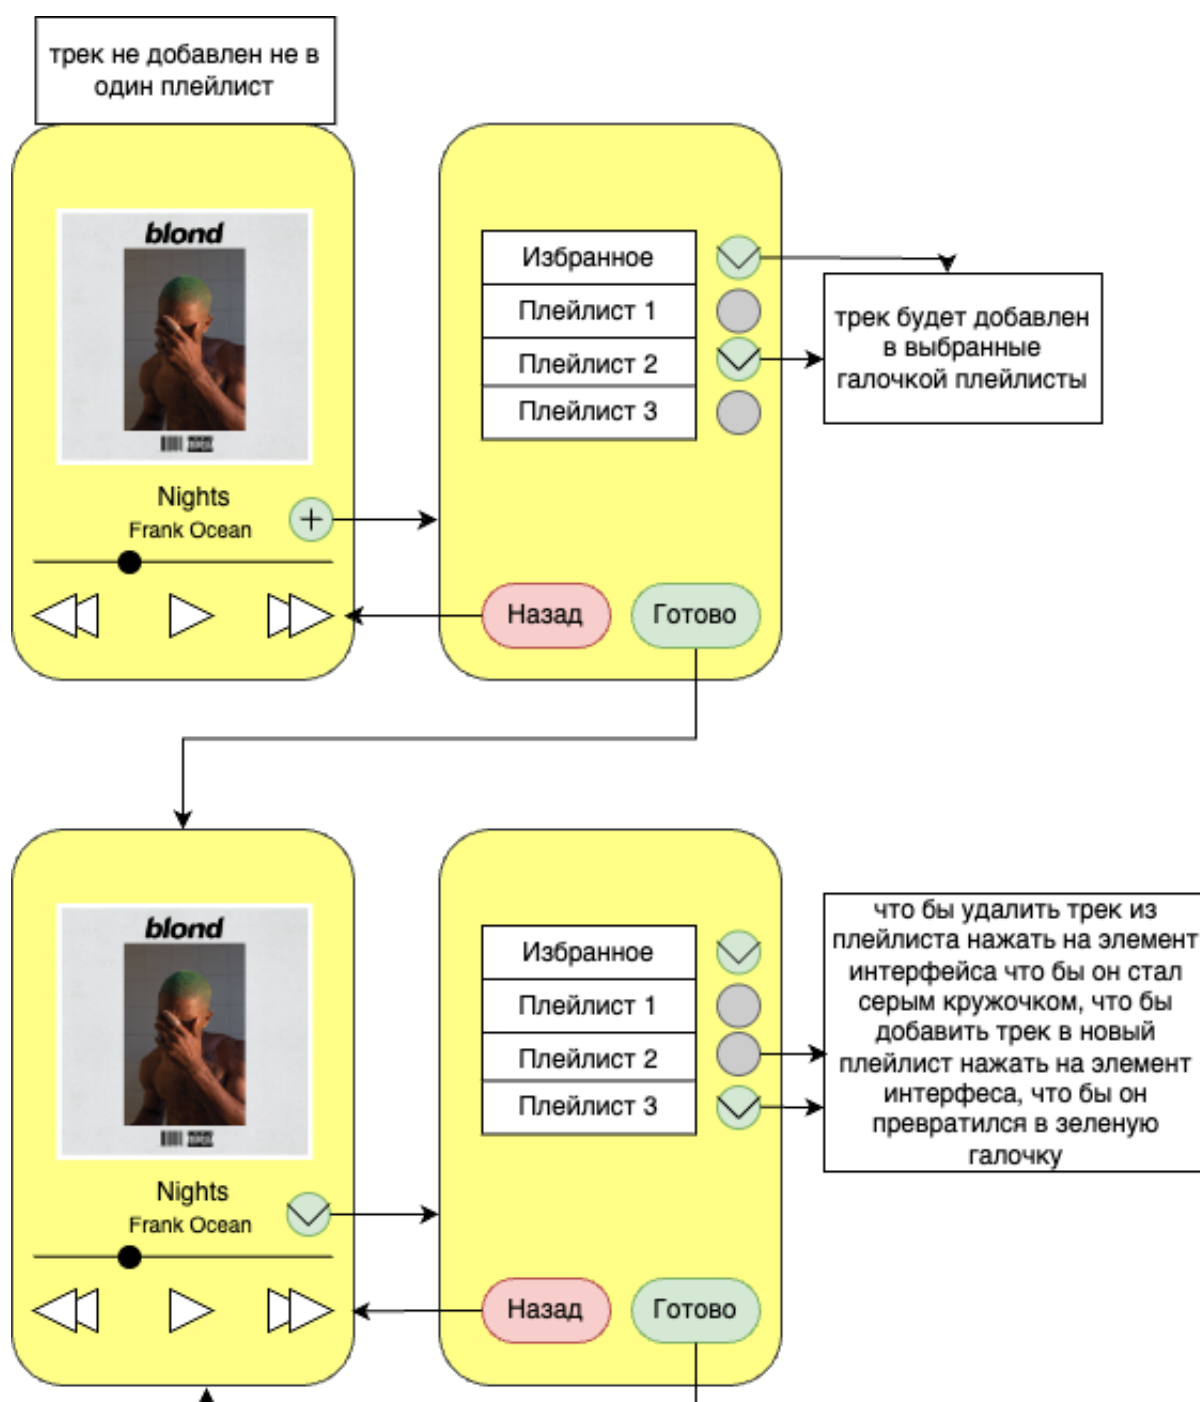 трек не добавлен не в
один плейлист
blond
Nights
Frank Ocean
Избранное
Плейлист 1
Плейлист 2
Плейлист 3
Назад
Готово
трек будет добавлен
в выбранные
галочкой плейлисты
blond
Nights
Frank Ocean
Избранное
Плейлист 1
Плейлист 2
Плейлист 3
Назад
Готово
что бы удалить трек из
плейлиста нажать на элемент
интерфейса что бы он стал
серым кружочком, что бы
добавить трек в новый
плейлист нажать на элемент
интерфеса, что бы он
превратился в зеленую
галочку